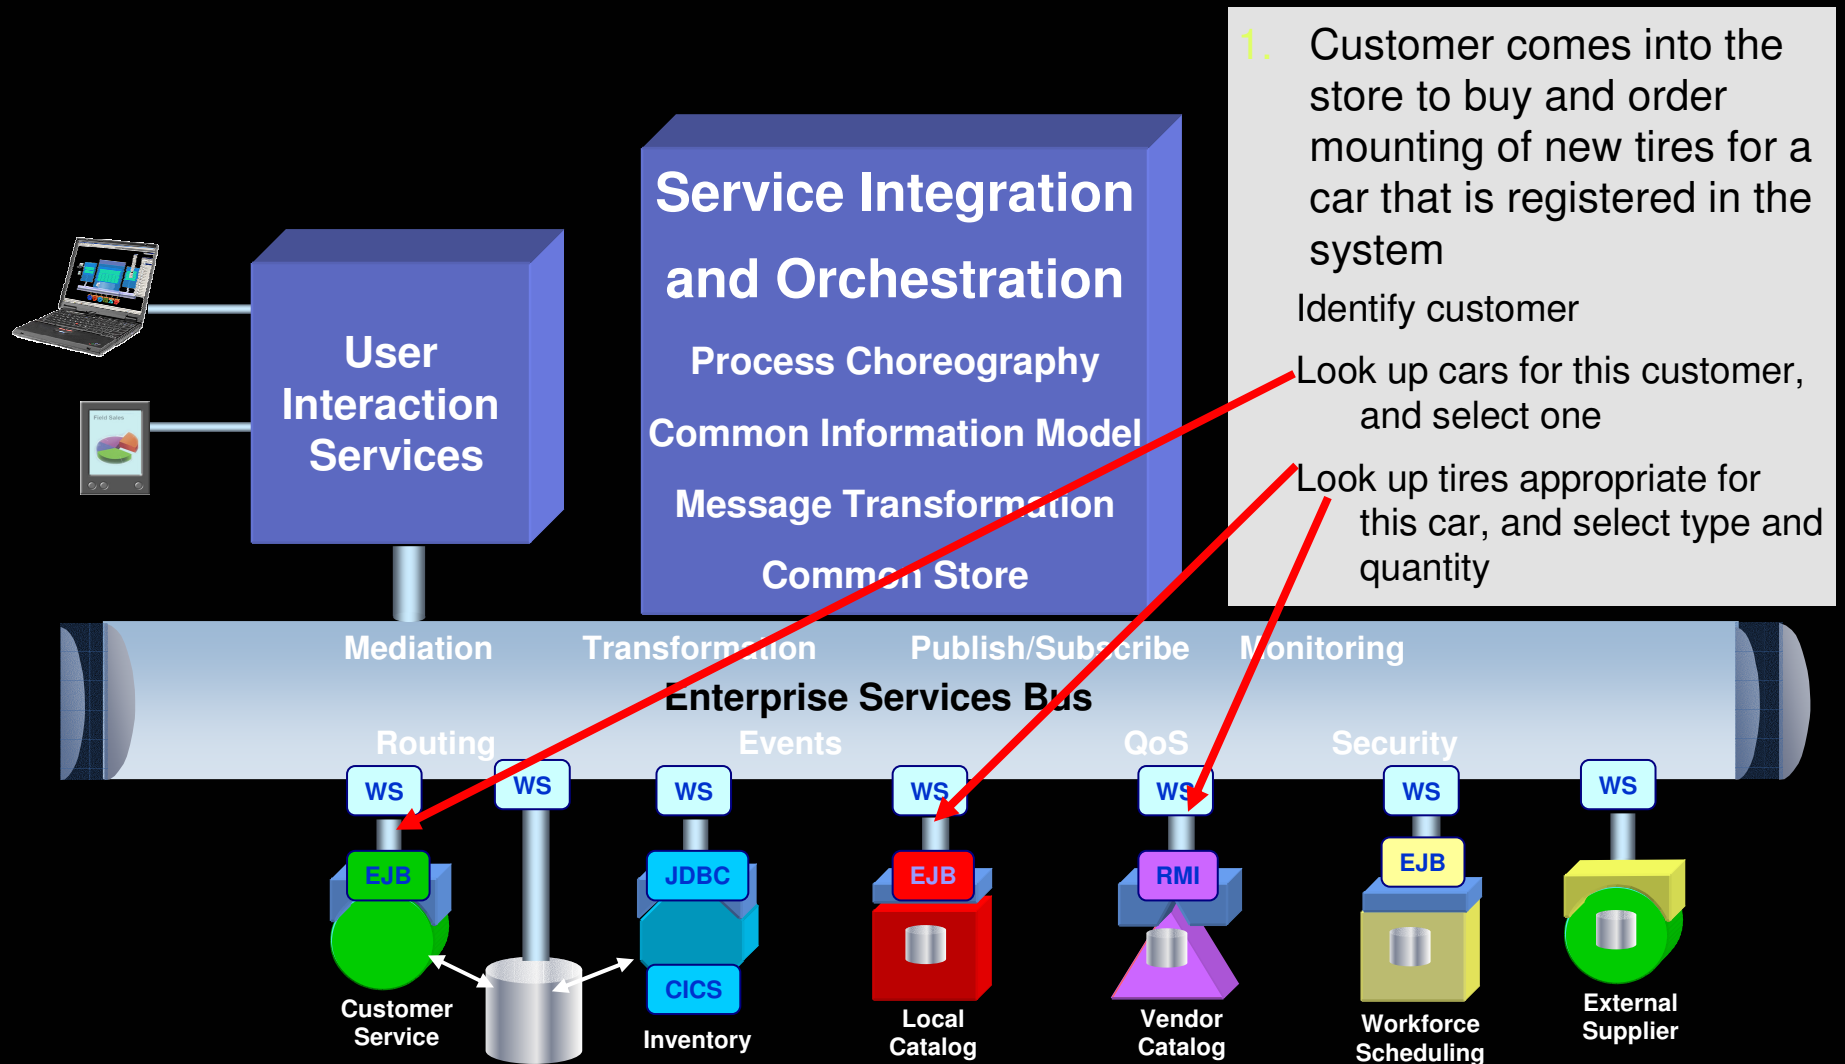 1. Customer comes into the
store to buy and order
mounting of new tires for a
car that is registered in the
system
Identify customer
Look up cars for this customer,
and select one
Look up tires appropriate for
this car, and select type and
quantity
Service Integration
and Orchestration
Process Choreography
Common Information Model
Message Transformation
Common Store
User
Interaction
Services
Field Sales
Mediation Transformation Publish/Subscribe Monitoring
Enterprise Services Bus
Routing Events QoS Security
WS WS WS WS WS WS WS
EJB JDBC EJB RMI EJB
CICS
Customer
Service
Inventory
Local
Catalog
Vendor
Catalog
Workforce
Scheduling
External
Supplier